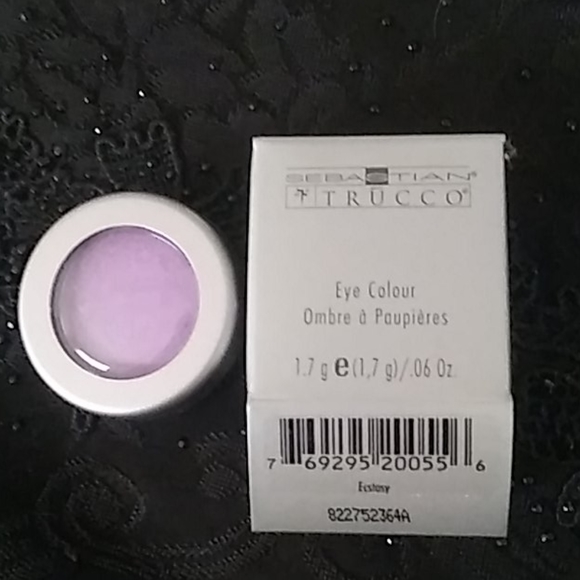 SEBASTIAN®
TRUCCO®
Eye Colour
Ombre à Paupières
1.7 g e (1,7 g)/.06 Oz.
7 69295 20055 6
Ecstasy
822752364A